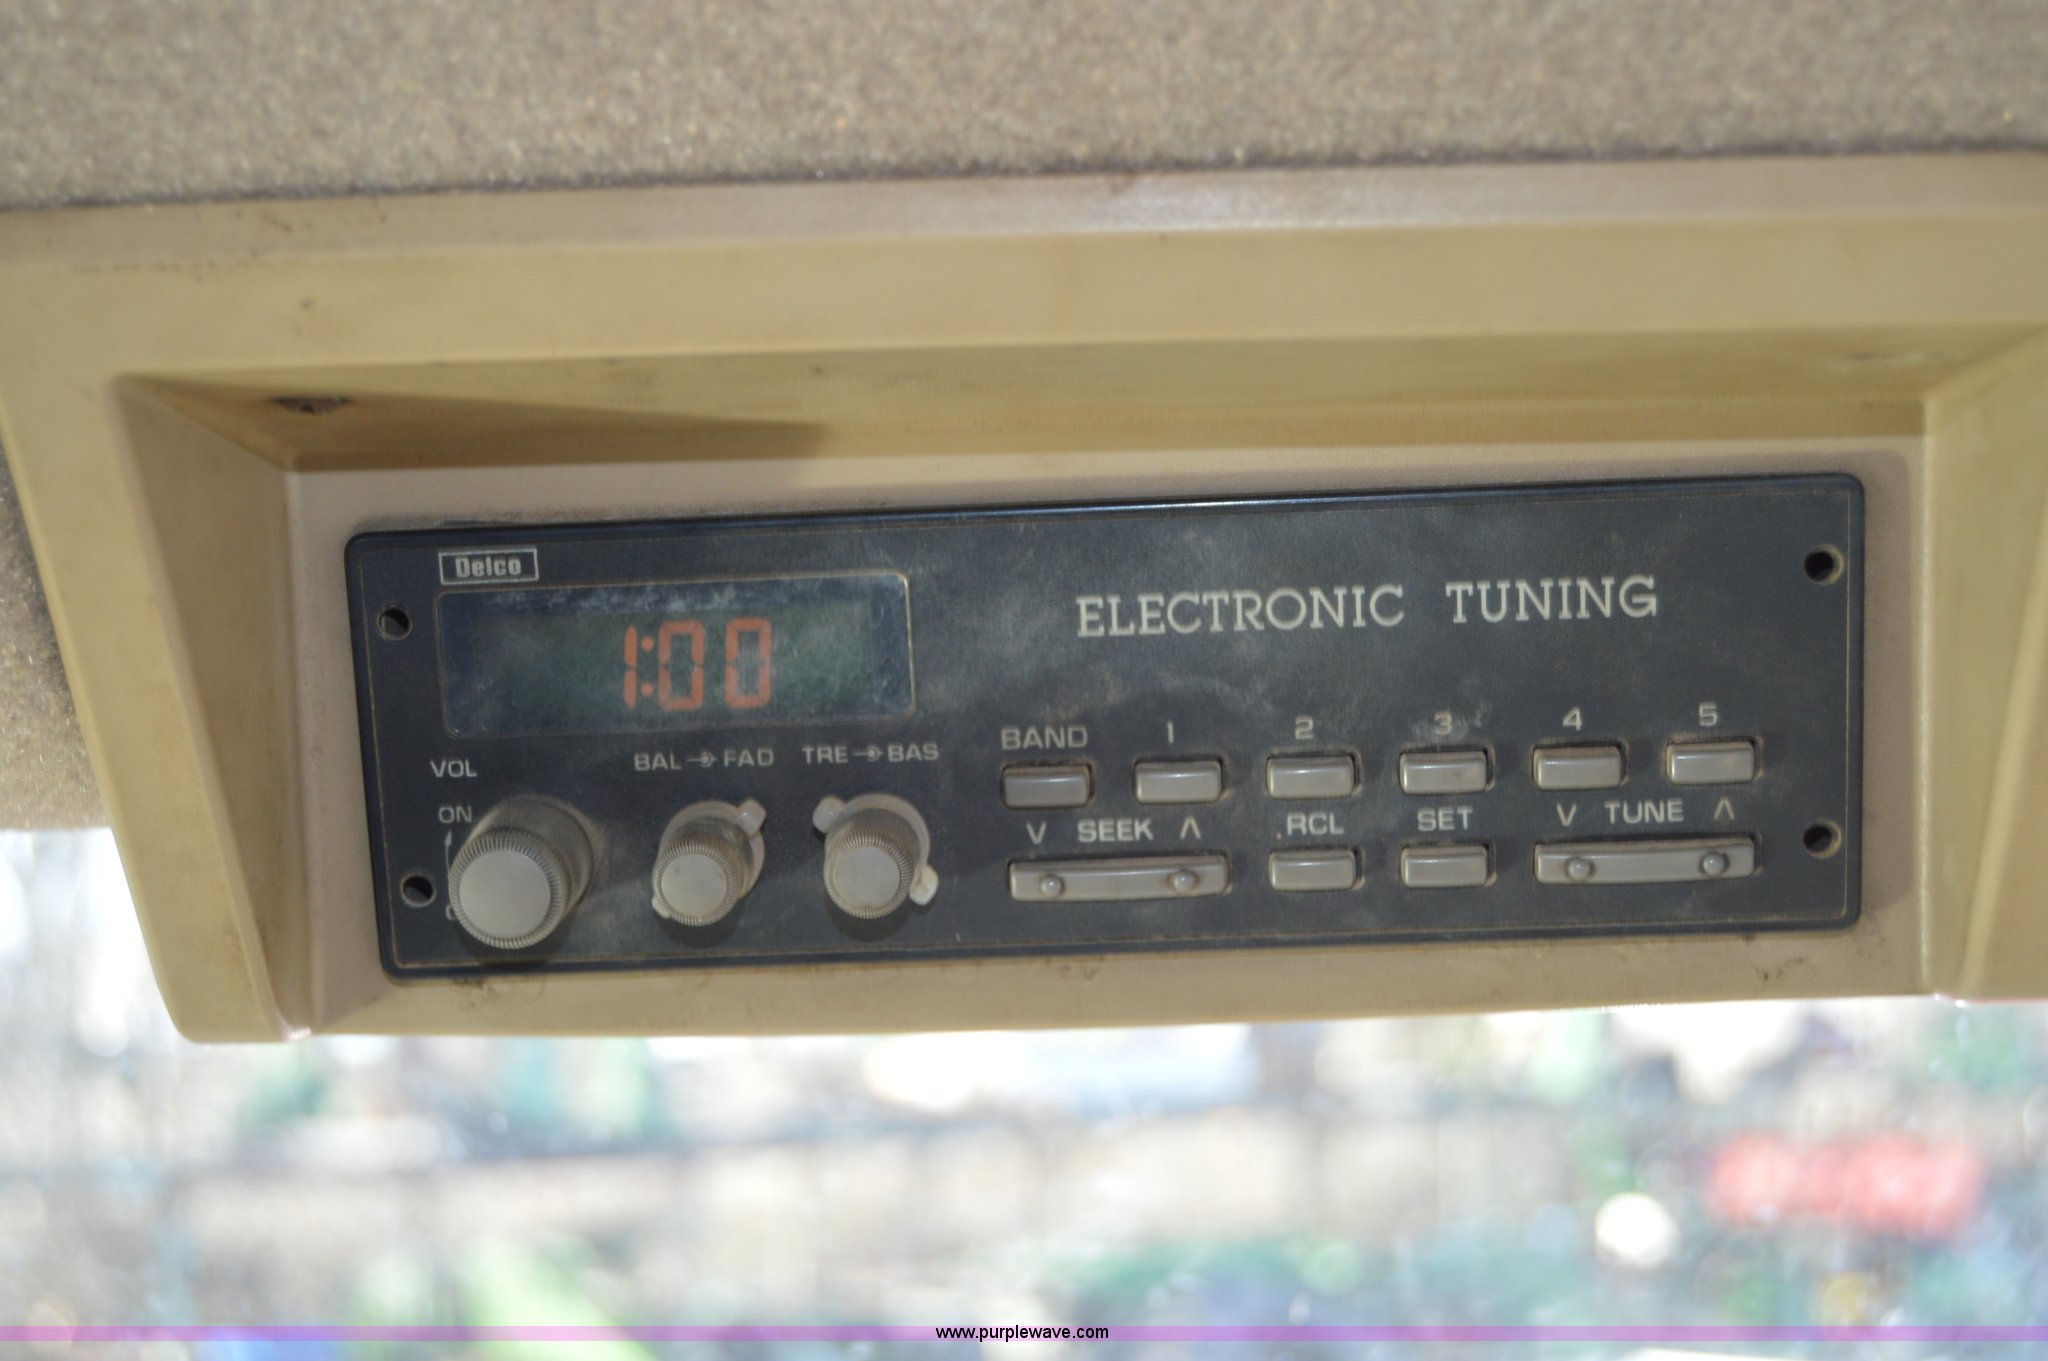 Delco
1:00
ELECTRONIC TUNING
VOL
BAL FAD
TRE BAS
BAND 1 2 3 4 5
ON
V SEEK Λ
RCL
SET
V TUNE Λ
www.purplewave.com